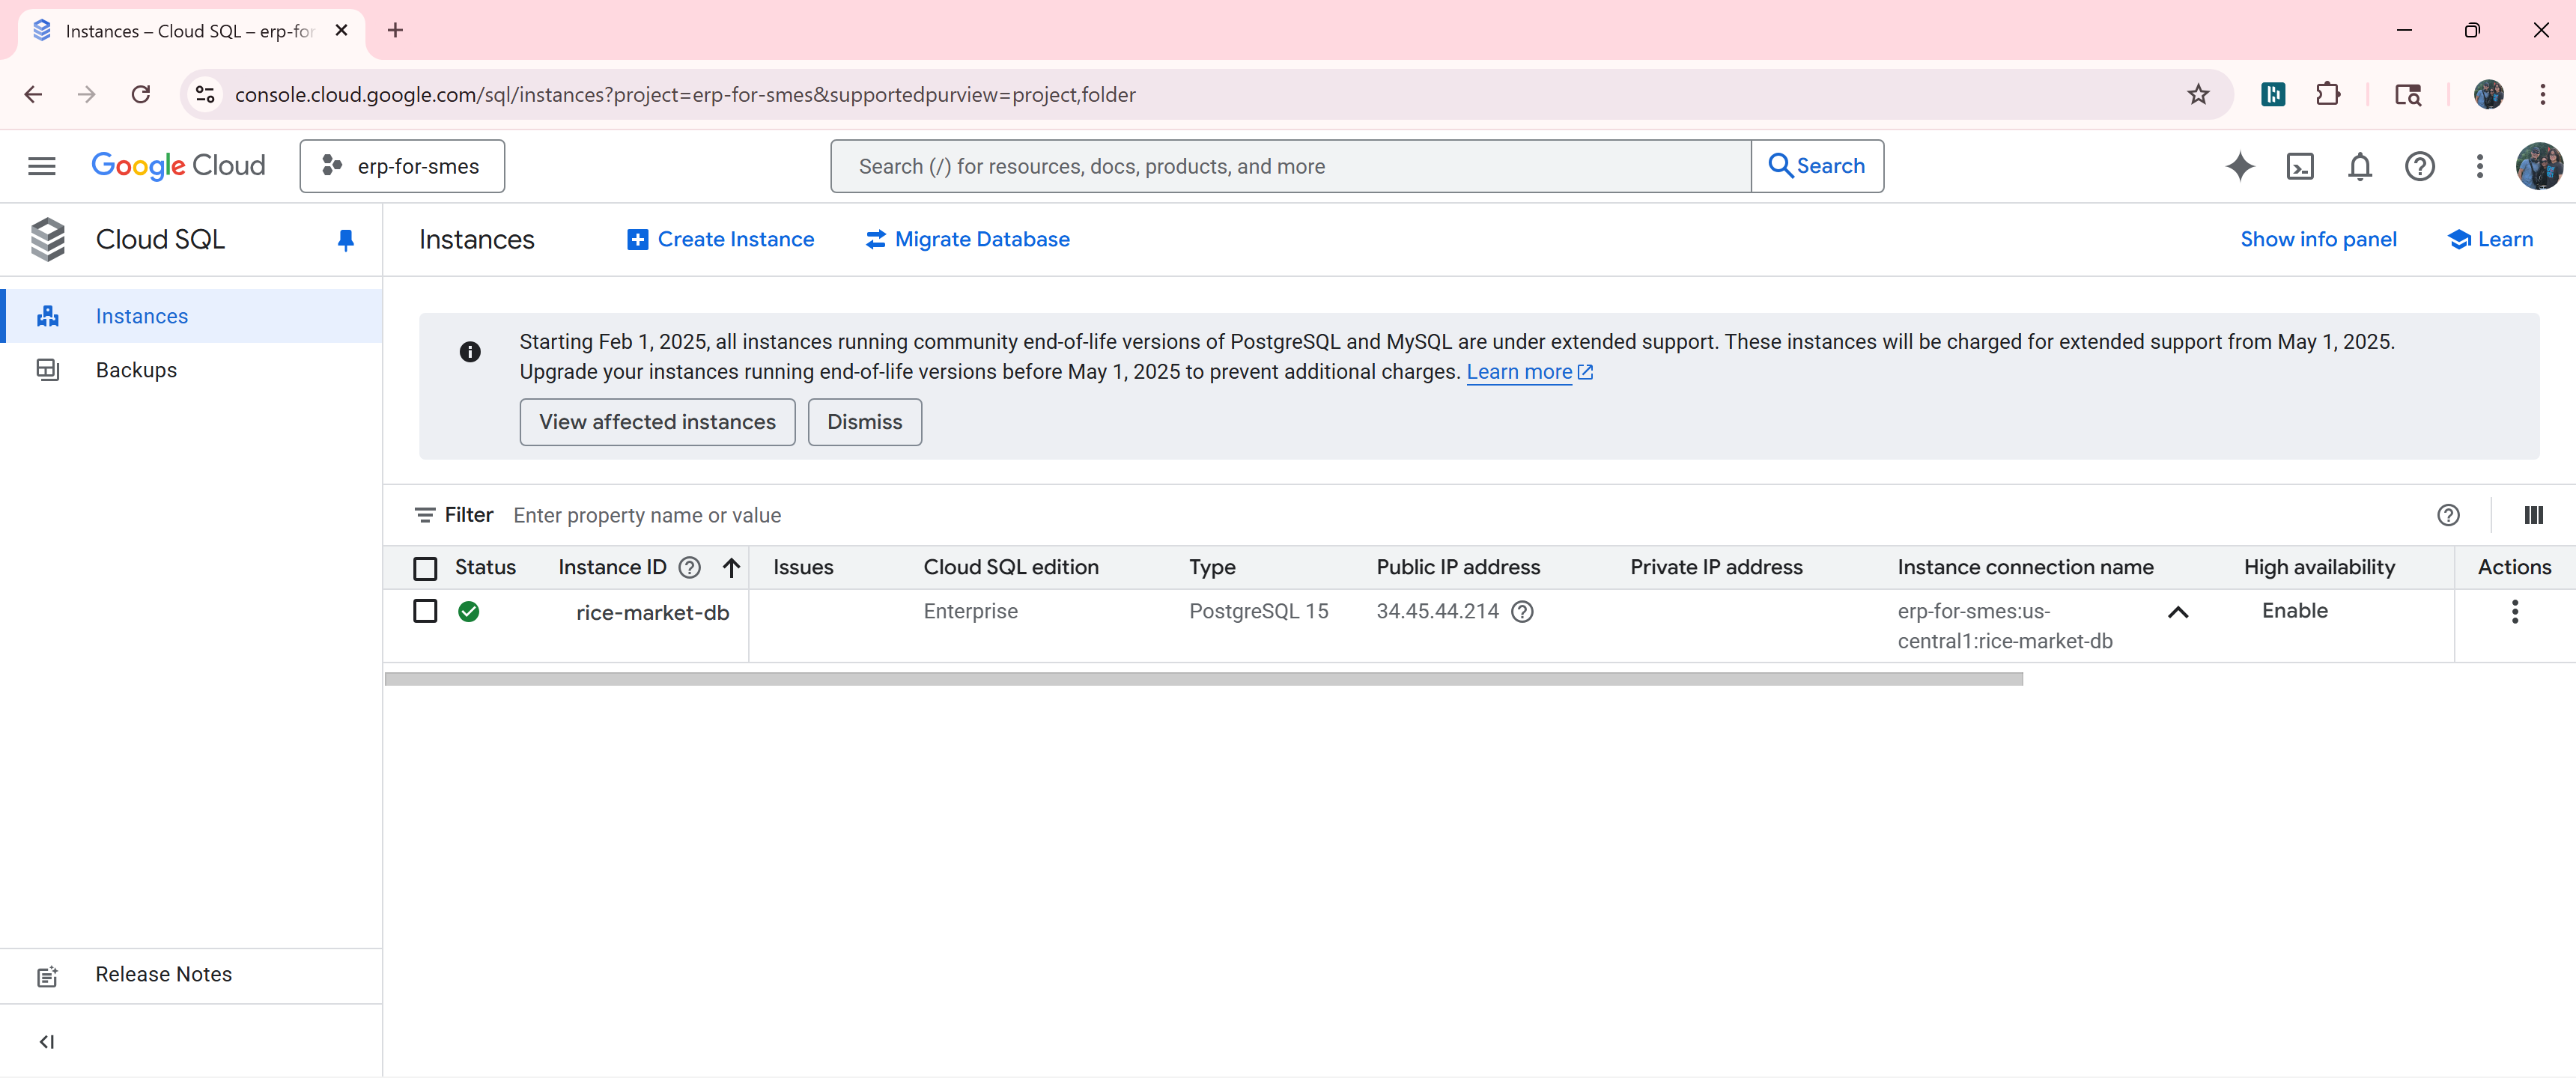 Instances – Cloud SQL – erp-for
console.cloud.google.com/sql/instances?project=erp-for-smes&supportedpurview=project,folder
Google Cloud
erp-for-smes
Search (/) for resources, docs, products, and more
Search
Cloud SQL
Instances
Create Instance
Migrate Database
Show info panel
Learn
Instances
Backups
Starting Feb 1, 2025, all instances running community end-of-life versions of PostgreSQL and MySQL are under extended support. These instances will be charged for extended support from May 1, 2025.
Upgrade your instances running end-of-life versions before May 1, 2025 to prevent additional charges. Learn more
View affected instances
Dismiss
Filter Enter property name or value
Status Instance ID Issues Cloud SQL edition Type Public IP address Private IP address Instance connection name High availability Actions
rice-market-db Enterprise PostgreSQL 15 34.45.44.214 erp-for-smes:us- Enable
central1:rice-market-db
Release Notes